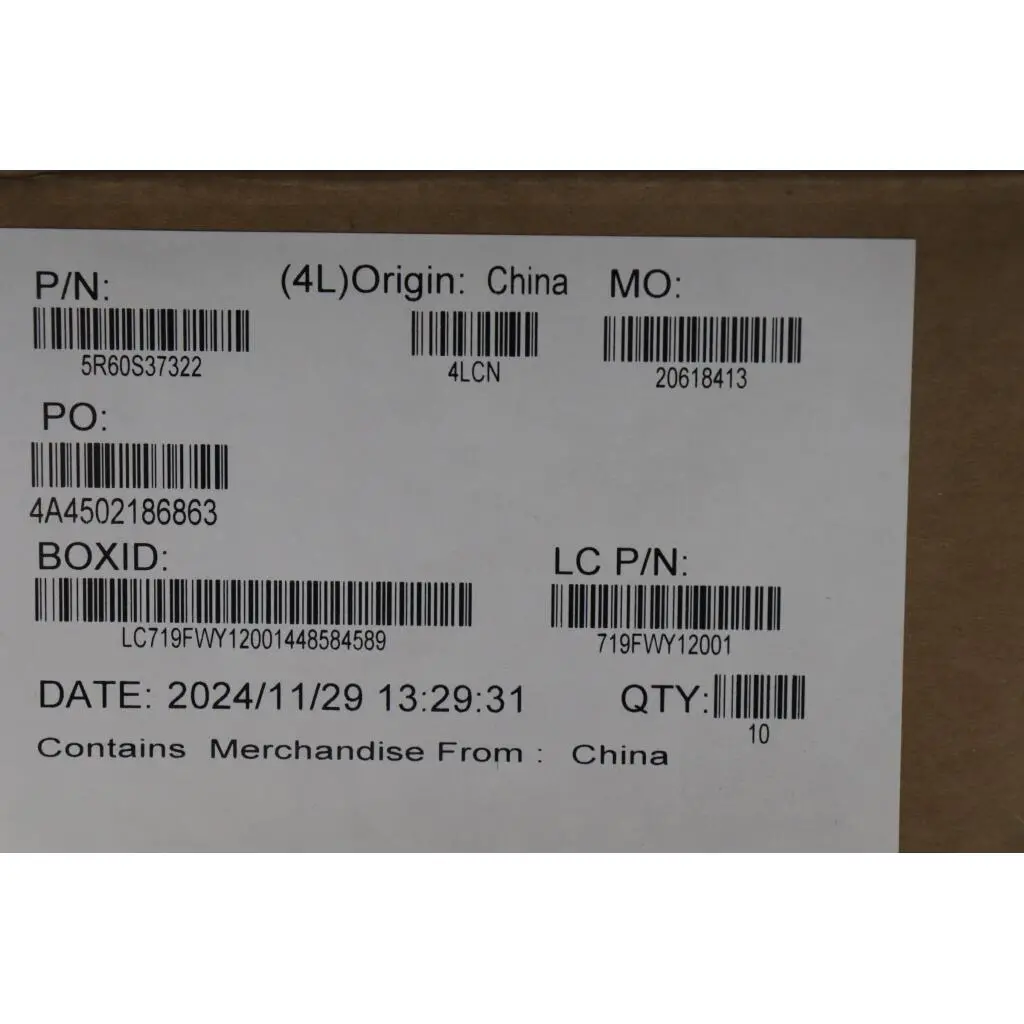 P/N: (4L)Origin: China MO:
5R60S37322 4LCN 20618413
PO:
4A4502186863
BOXID: LC P/N:
LC719FWY12001448584589 719FWY12001
DATE: 2024/11/29 13:29:31 QTY:
10
Contains Merchandise From : China